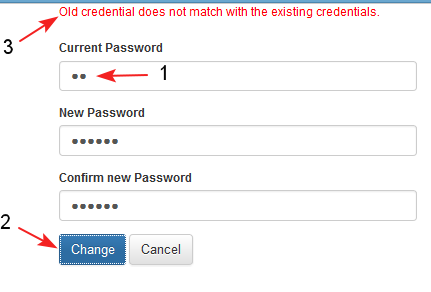 Old credential does not match with the existing credentials.
3
Current Password
•• 1
New Password
••••••
Confirm new Password
••••••
2
Change Cancel